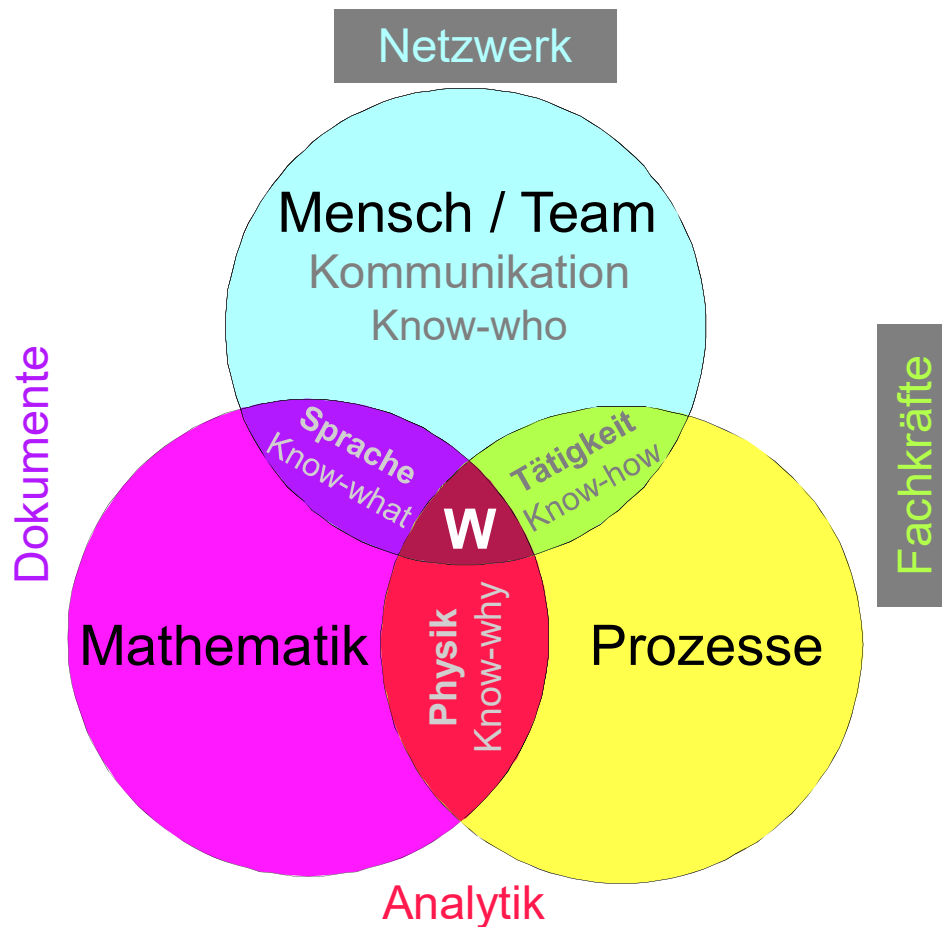 Netzwerk
Mensch / Team
Kommunikation
Know-who
Dokumente
Fachkräfte
Sprache
Know-what
Tätigkeit
Know-how
W
Mathematik
Physik
Know-why
Prozesse
Analytik